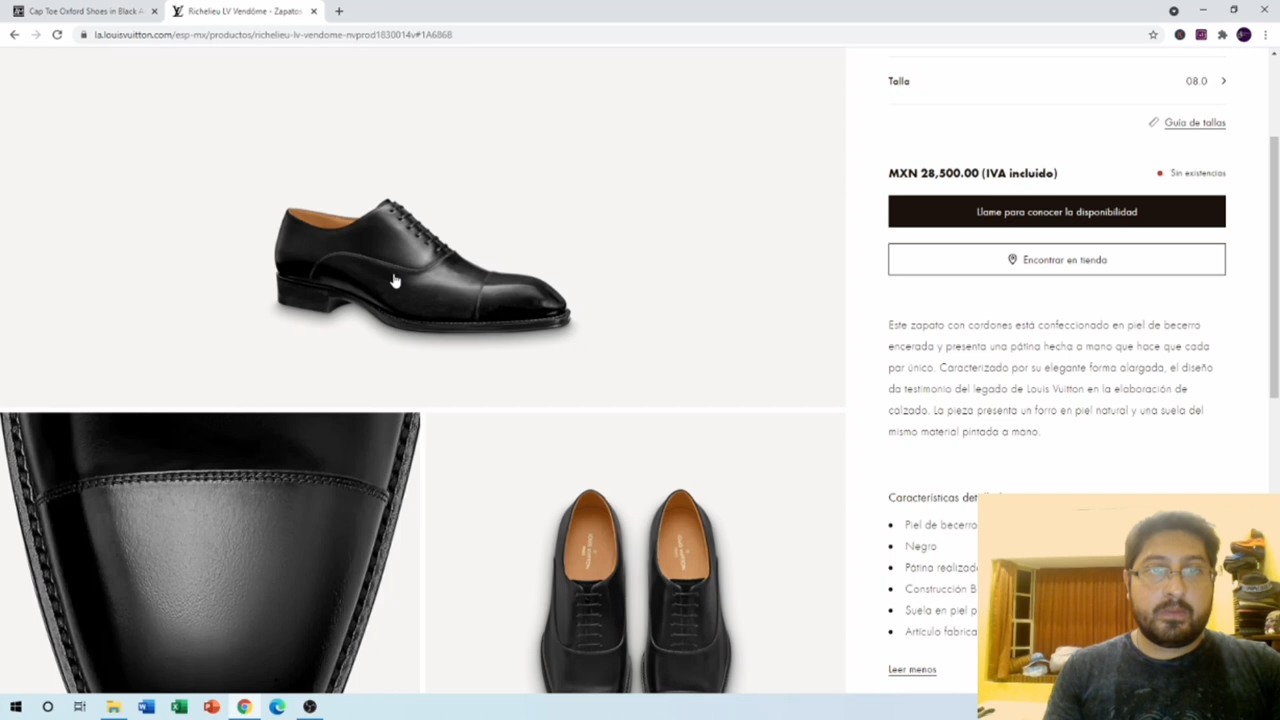 Cap Toe Oxford Shoes in Black A
Richelieu LV Vendôme - Zapatos
la.louisvuitton.com/esp-mx/productos/richelieu-lv-vendome-nvprod1830014v#1A6868
Talla 08.0
Guía de tallas
MXN 28,500.00 (IVA incluido) Sin existencias
Llame para conocer la disponibilidad
Encontrar en tienda
Este zapato con cordones está confeccionado en piel de becerro
encerada y presenta una pátina hecha a mano que hace que cada
par único. Caracterizado por su elegante forma alargada, el diseño
da testimonio del legado de Louis Vuitton en la elaboración de
calzado. La pieza presenta un forro en piel natural y una suela del
mismo material pintada a mano.
Características det
Piel de becerro
Negro
Pátina realizad
Construcción B
Suela en piel p
Artículo fabrica
Leer menos